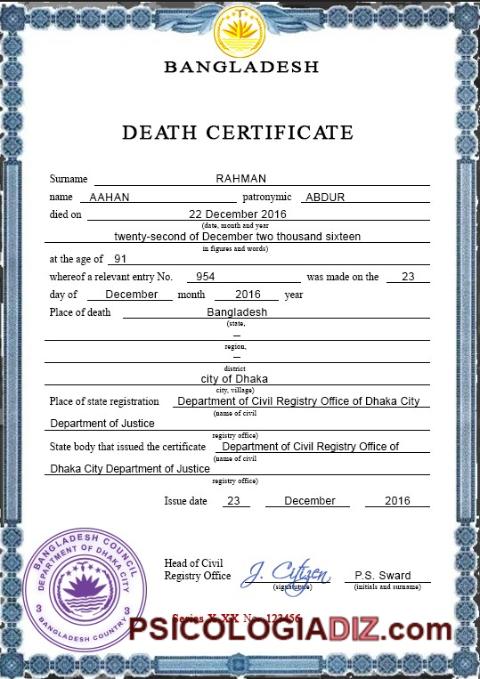 BANGLADESH
DEATH CERTIFICATE
Surname RAHMAN
name AAHAN patronymic ABDUR
died on 22 December 2016
(date, month and year
twenty-second of December two thousand sixteen
in figures and words)
at the age of 91
whereof a relevant entry No. 954 was made on the 23
day of December month 2016 year
Place of death Bangladesh
(state,
—
region,
—
district
city of Dhaka
city, village)
Place of state registration Department of Civil Registry Office of Dhaka City
(name of civil
Department of Justice
registry office)
State body that issued the certificate Department of Civil Registry Office of
(name of civil
Dhaka City Department of Justice
registry office)
Issue date 23 December 2016
Head of Civil
Registry Office J. Citizen P.S. Sward
(signature) (initials and surname)
BANGLADESH COUNCIL
DEPARTMENT OF DHAKA CITY
3 3
BANGLADESH COUNTRY
Series X-XX No. 123456
PSICOLOGIADIZ.com